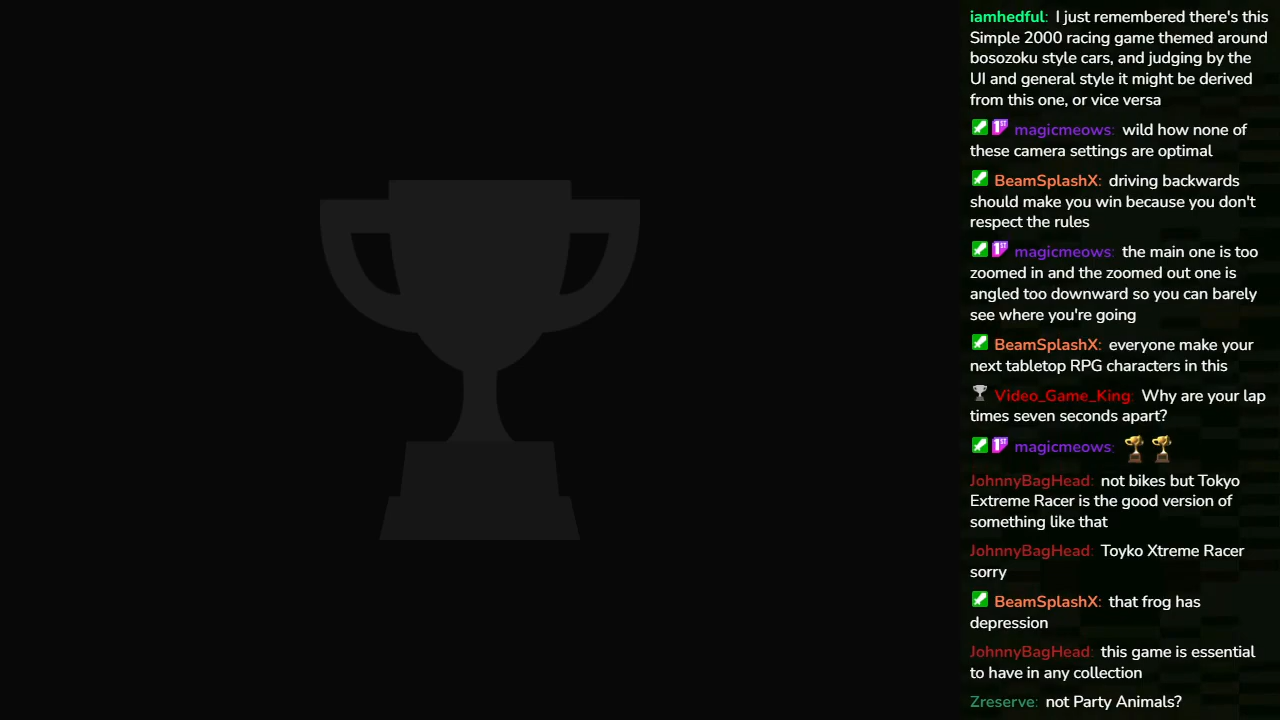 iamhedful: I just remembered there's this
Simple 2000 racing game themed around
bosozoku style cars, and judging by the
UI and general style it might be derived
from this one, or vice versa
magicmeows: wild how none of
these camera settings are optimal
BeamSplashX: driving backwards
should make you win because you don't
respect the rules
magicmeows: the main one is too
zoomed in and the zoomed out one is
angled too downward so you can barely
see where you're going
BeamSplashX: everyone make your
next tabletop RPG characters in this
Video_Game_King: Why are your lap
times seven seconds apart?
magicmeows:
JohnnyBagHead: not bikes but Tokyo
Extreme Racer is the good version of
something like that
JohnnyBagHead: Toyko Xtreme Racer
sorry
BeamSplashX: that frog has
depression
JohnnyBagHead: this game is essential
to have in any collection
Zreserve: not Party Animals?